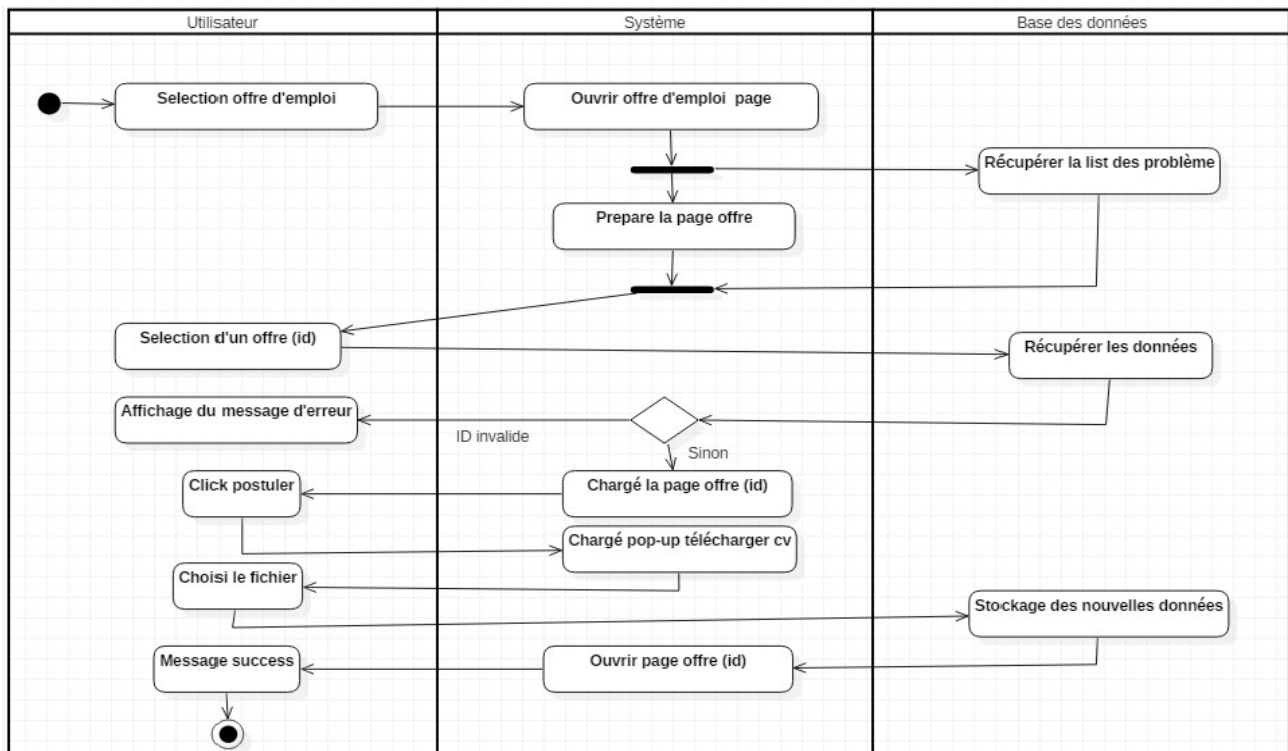 Utilisateur
Système
Base des données
Selection offre d'emploi
Ouvrir offre d'emploi page
Récupérer la list des problème
Prepare la page offre
Selection d'un offre (id)
Récupérer les données
Affichage du message d'erreur
ID invalide
Sinon
Click postuler
Chargé la page offre (id)
Chargé pop-up télécharger cv
Choisi le fichier
Stockage des nouvelles données
Message success
Ouvrir page offre (id)